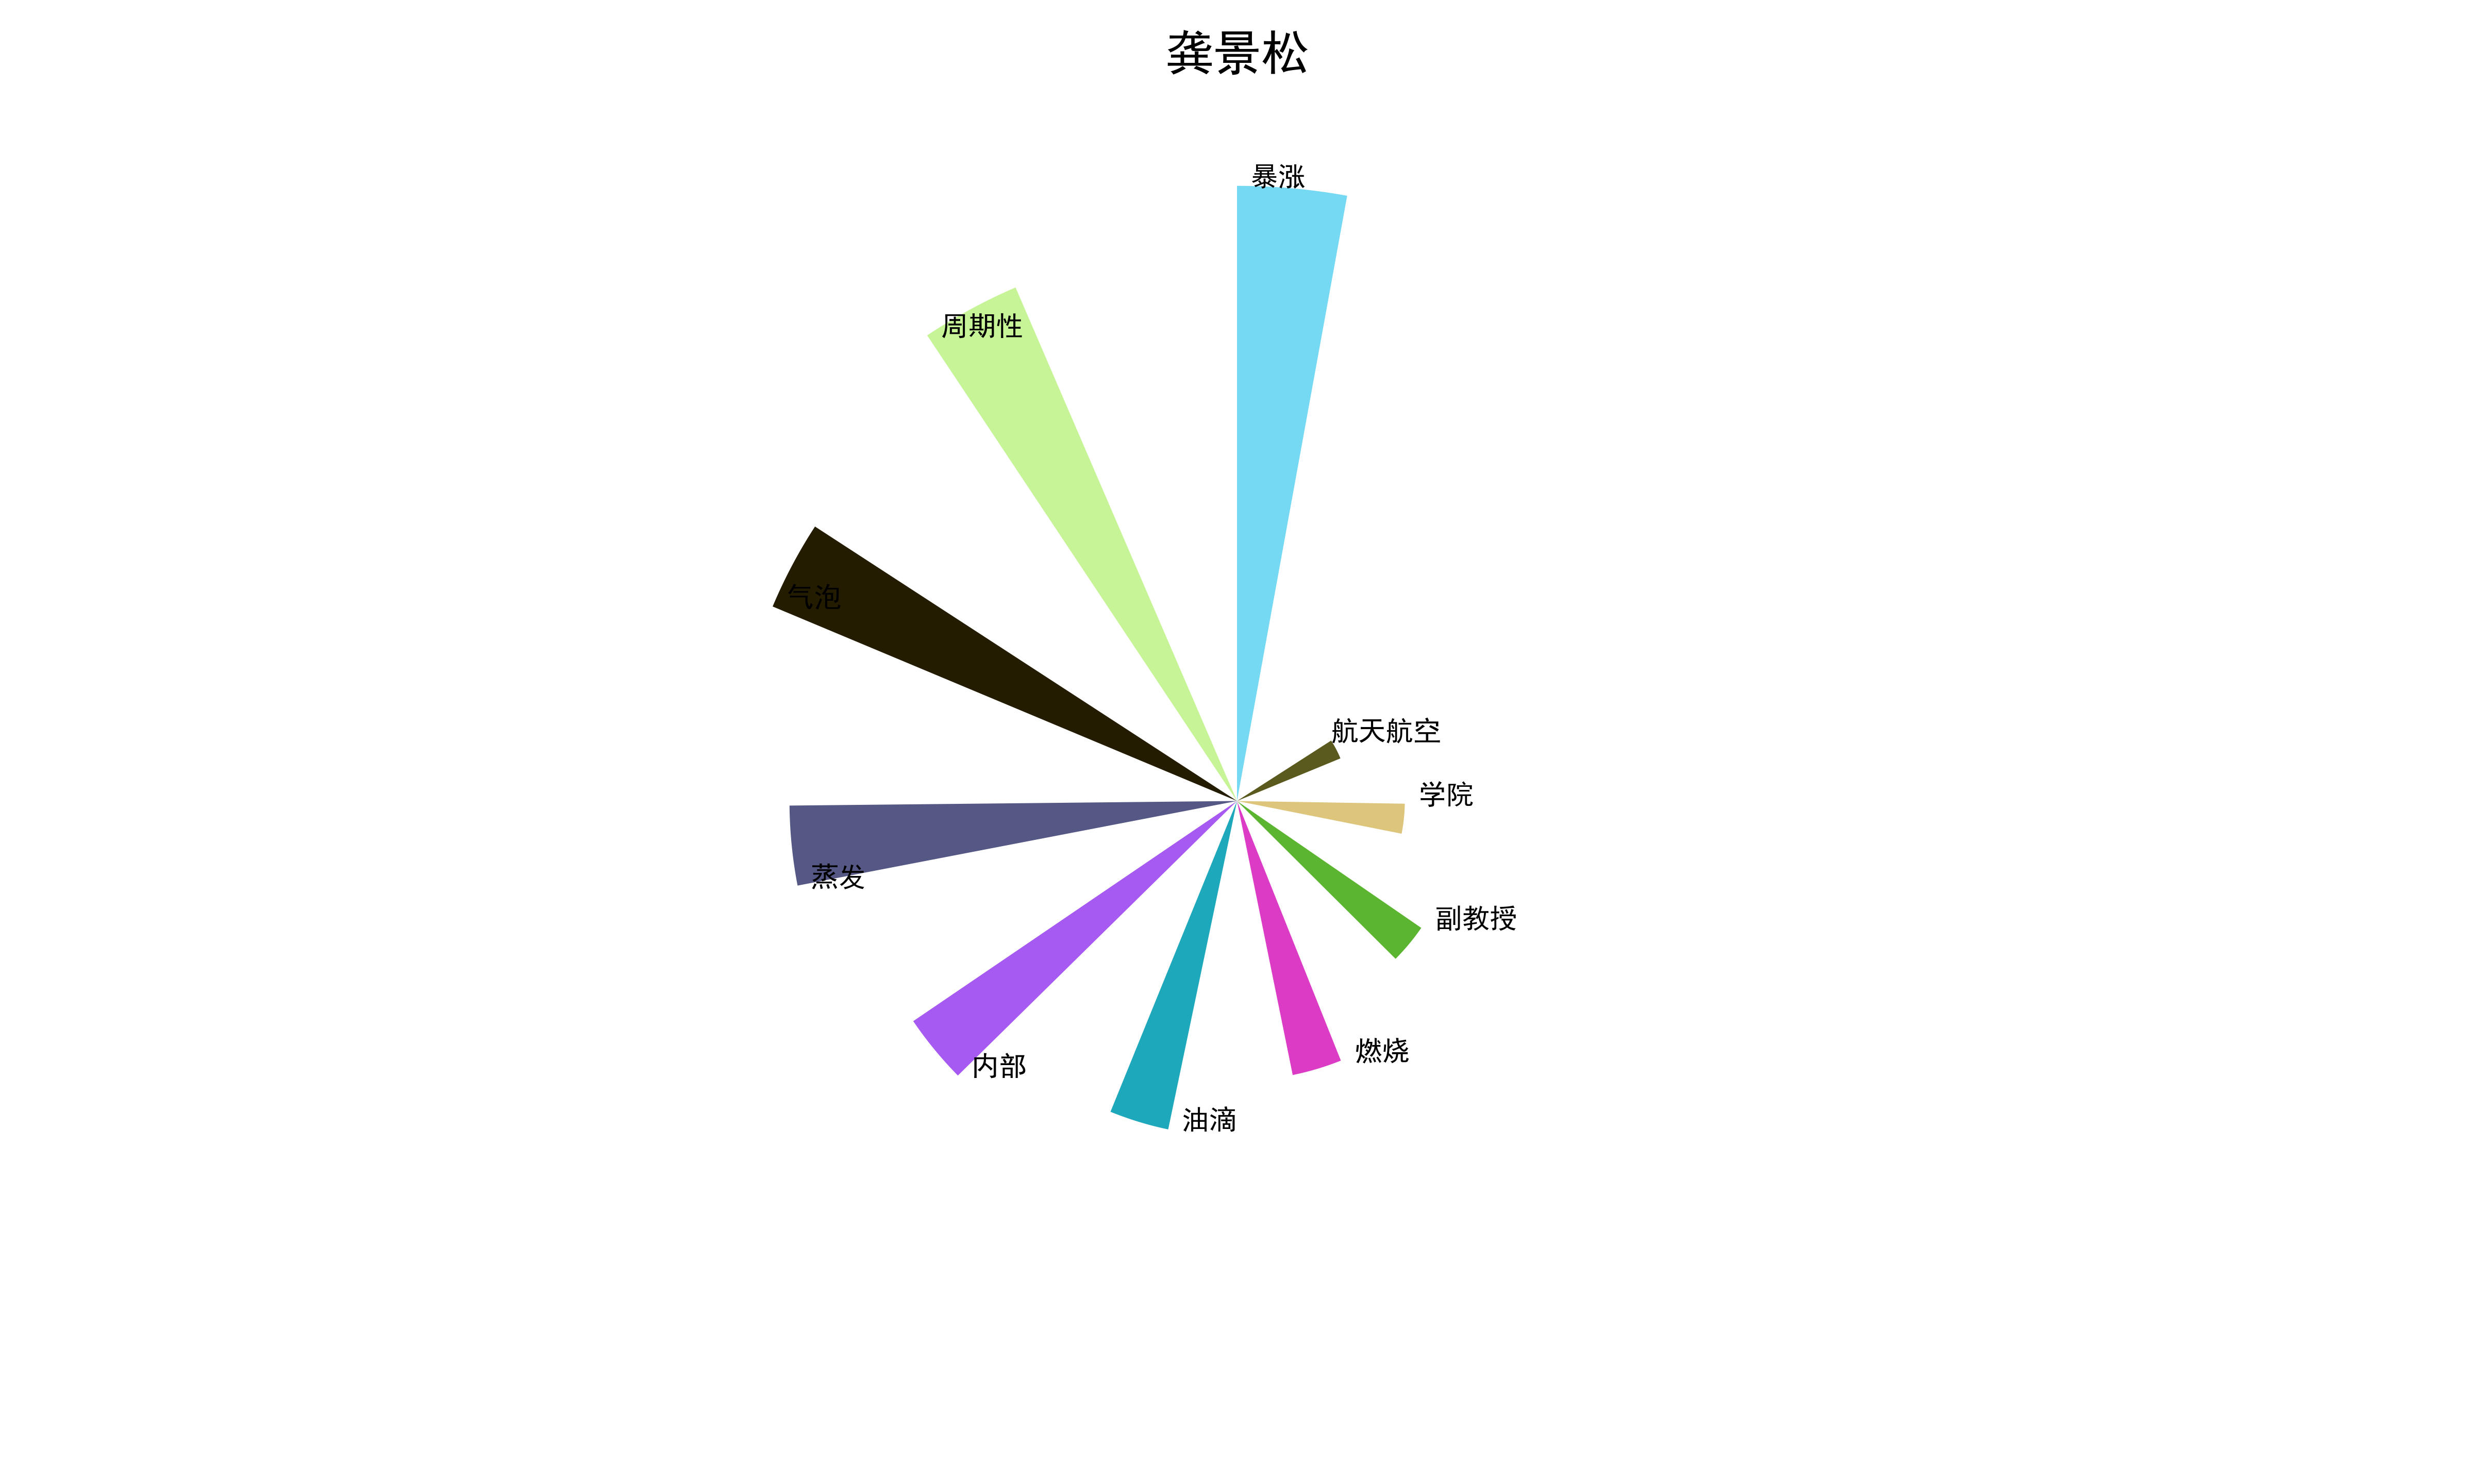 龚景松
暴涨
周期性
气泡
航天航空
学院
蒸发
副教授
燃烧
内部
油滴